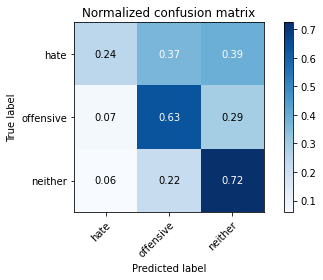 Normalized confusion matrix
True label
hate 0.24 0.37 0.39
offensive 0.07 0.63 0.29
neither 0.06 0.22 0.72
hate offensive neither
Predicted label
0.7
0.6
0.5
0.4
0.3
0.2
0.1